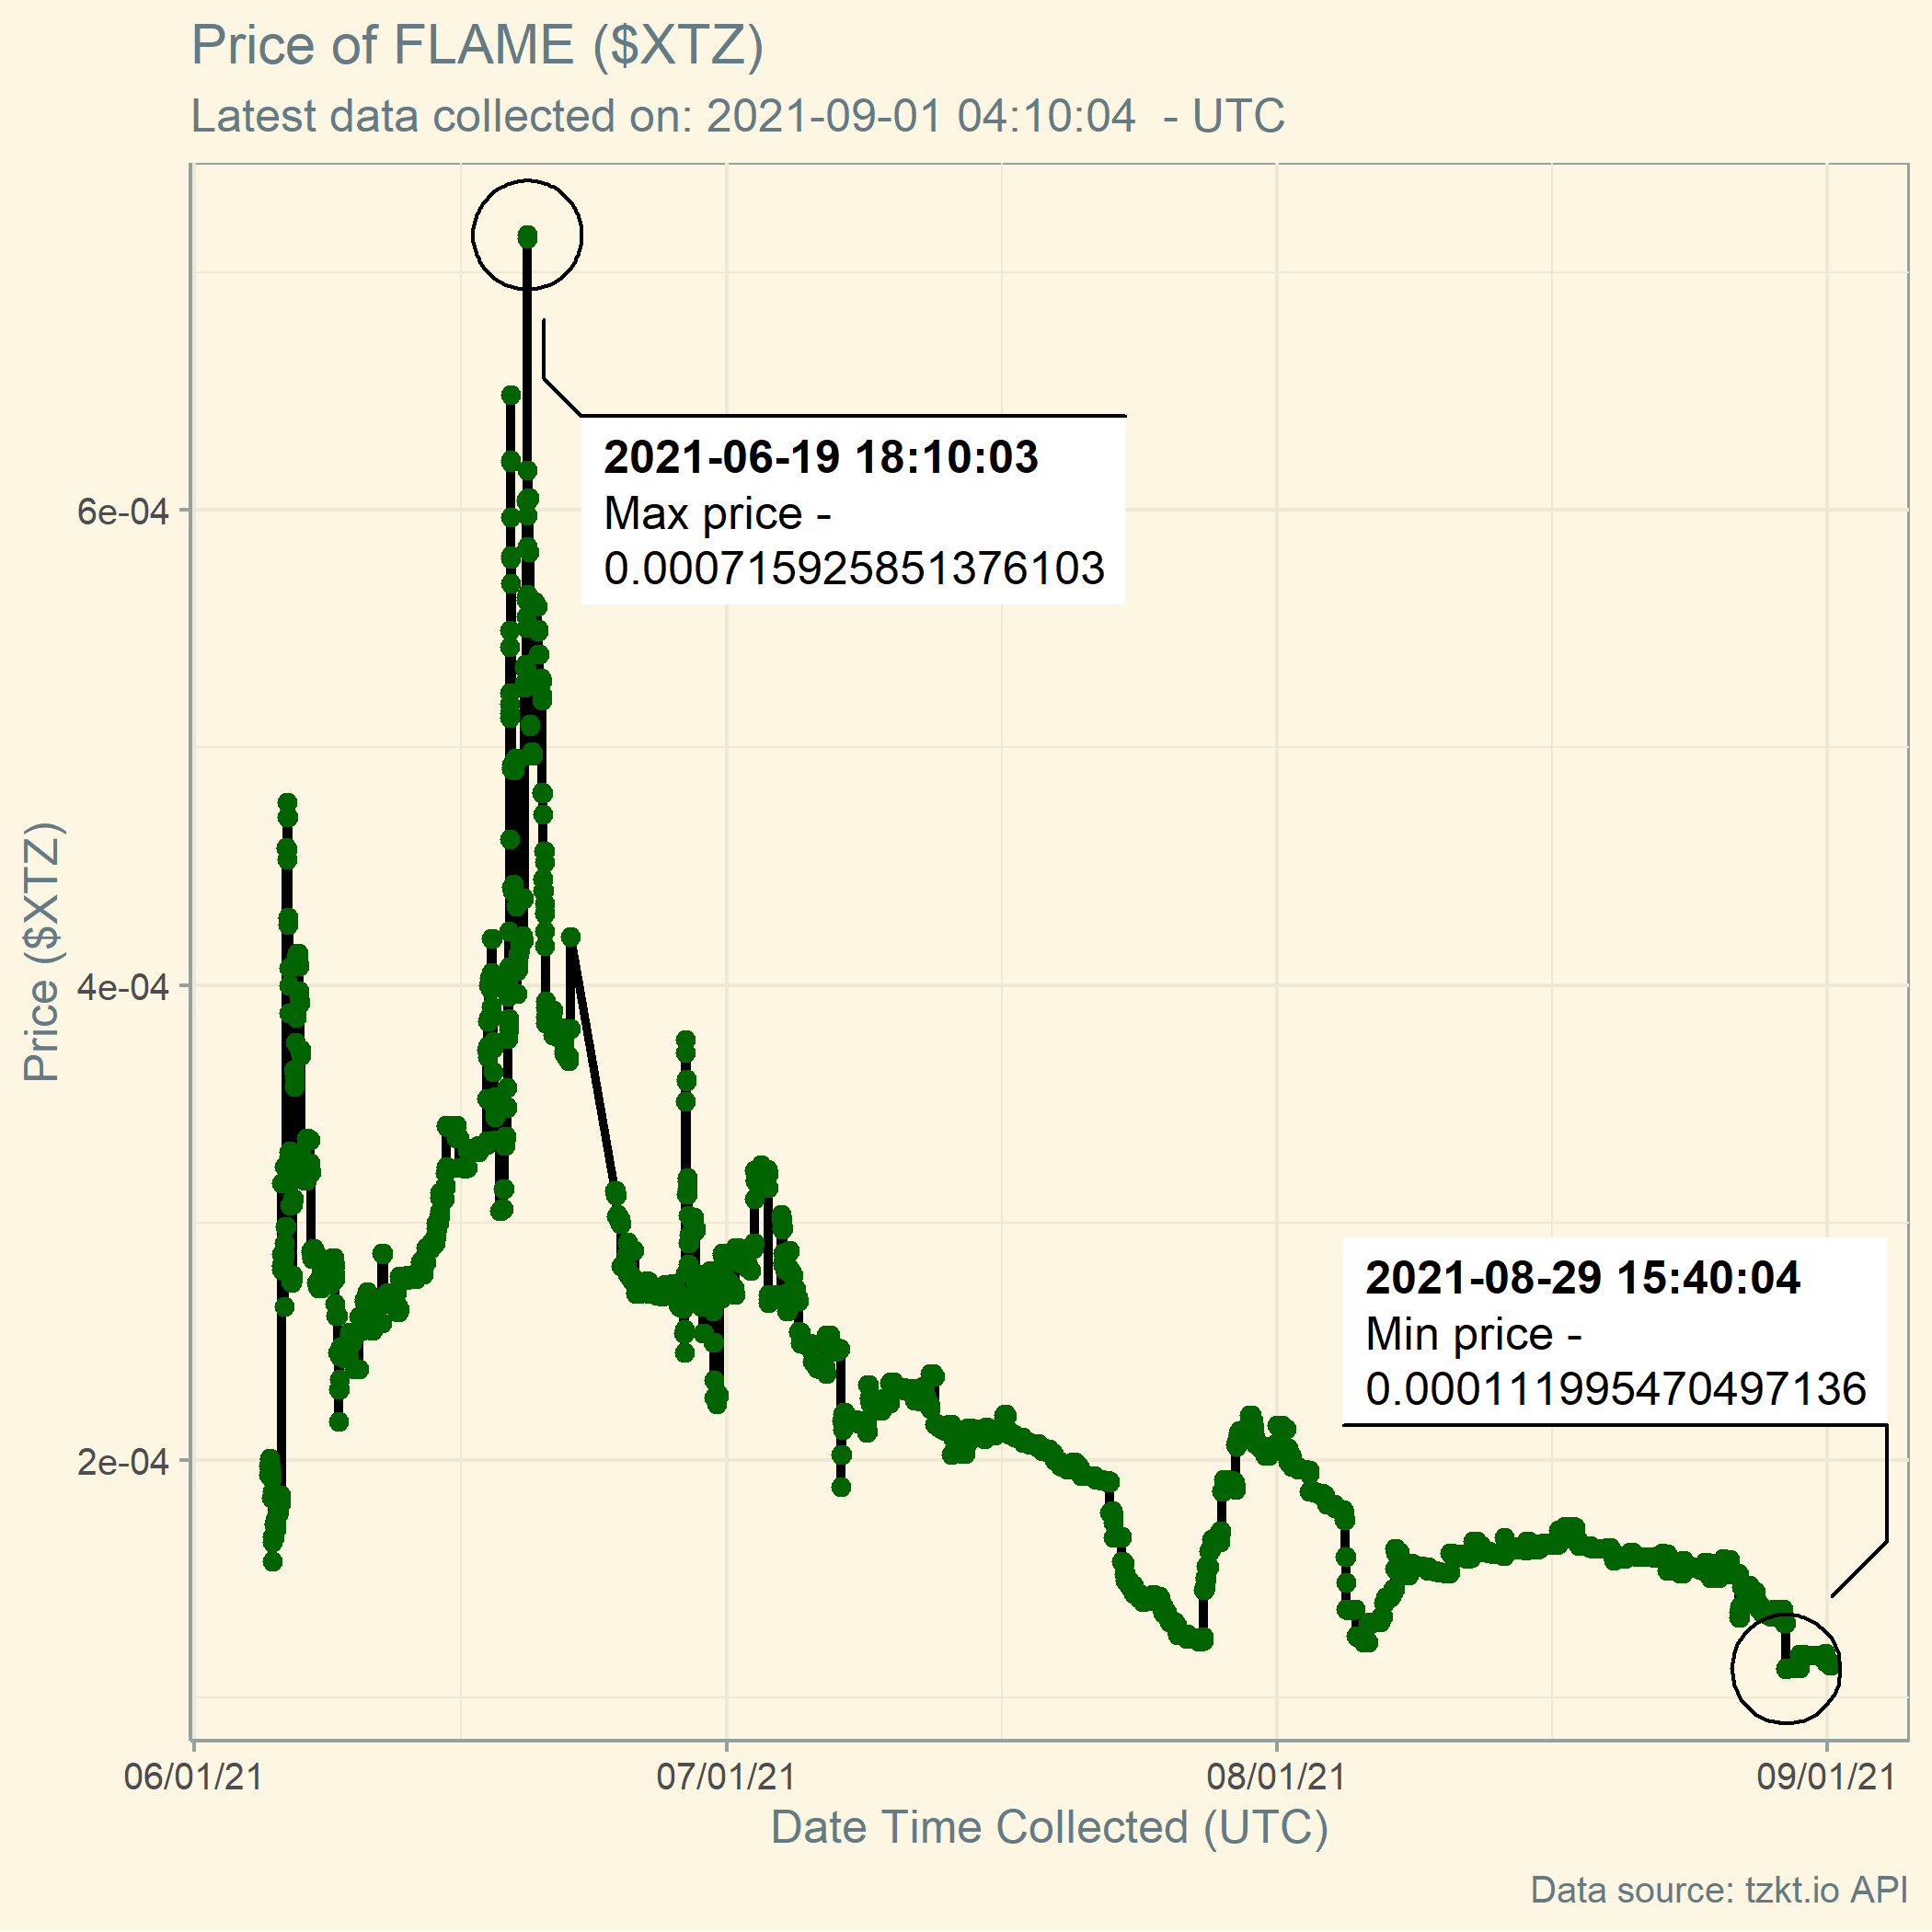 Price of FLAME ($XTZ)
Latest data collected on: 2021-09-01 04:10:04  - UTC
2021-06-19 18:10:03
Max price -
0.000715925851376103
6e-04
Price ($XTZ)
4e-04
2021-08-29 15:40:04
Min price -
0.000111995470497136
2e-04
06/01/21
07/01/21
08/01/21
09/01/21
Date Time Collected (UTC)
Data source: tzkt.io API